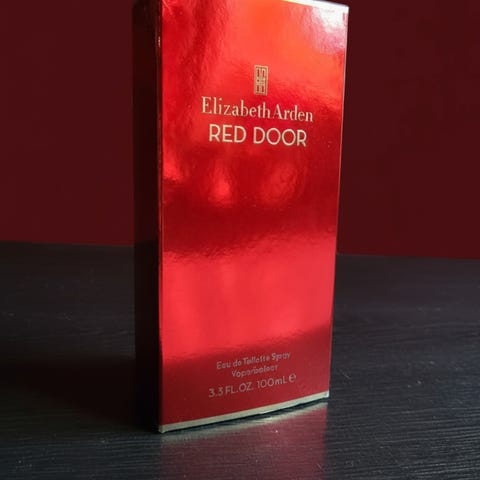 Elizabeth Arden
RED DOOR
Eau de Toilette Spray
Vaporisateur
3.3 FL.OZ. 100mL ℮